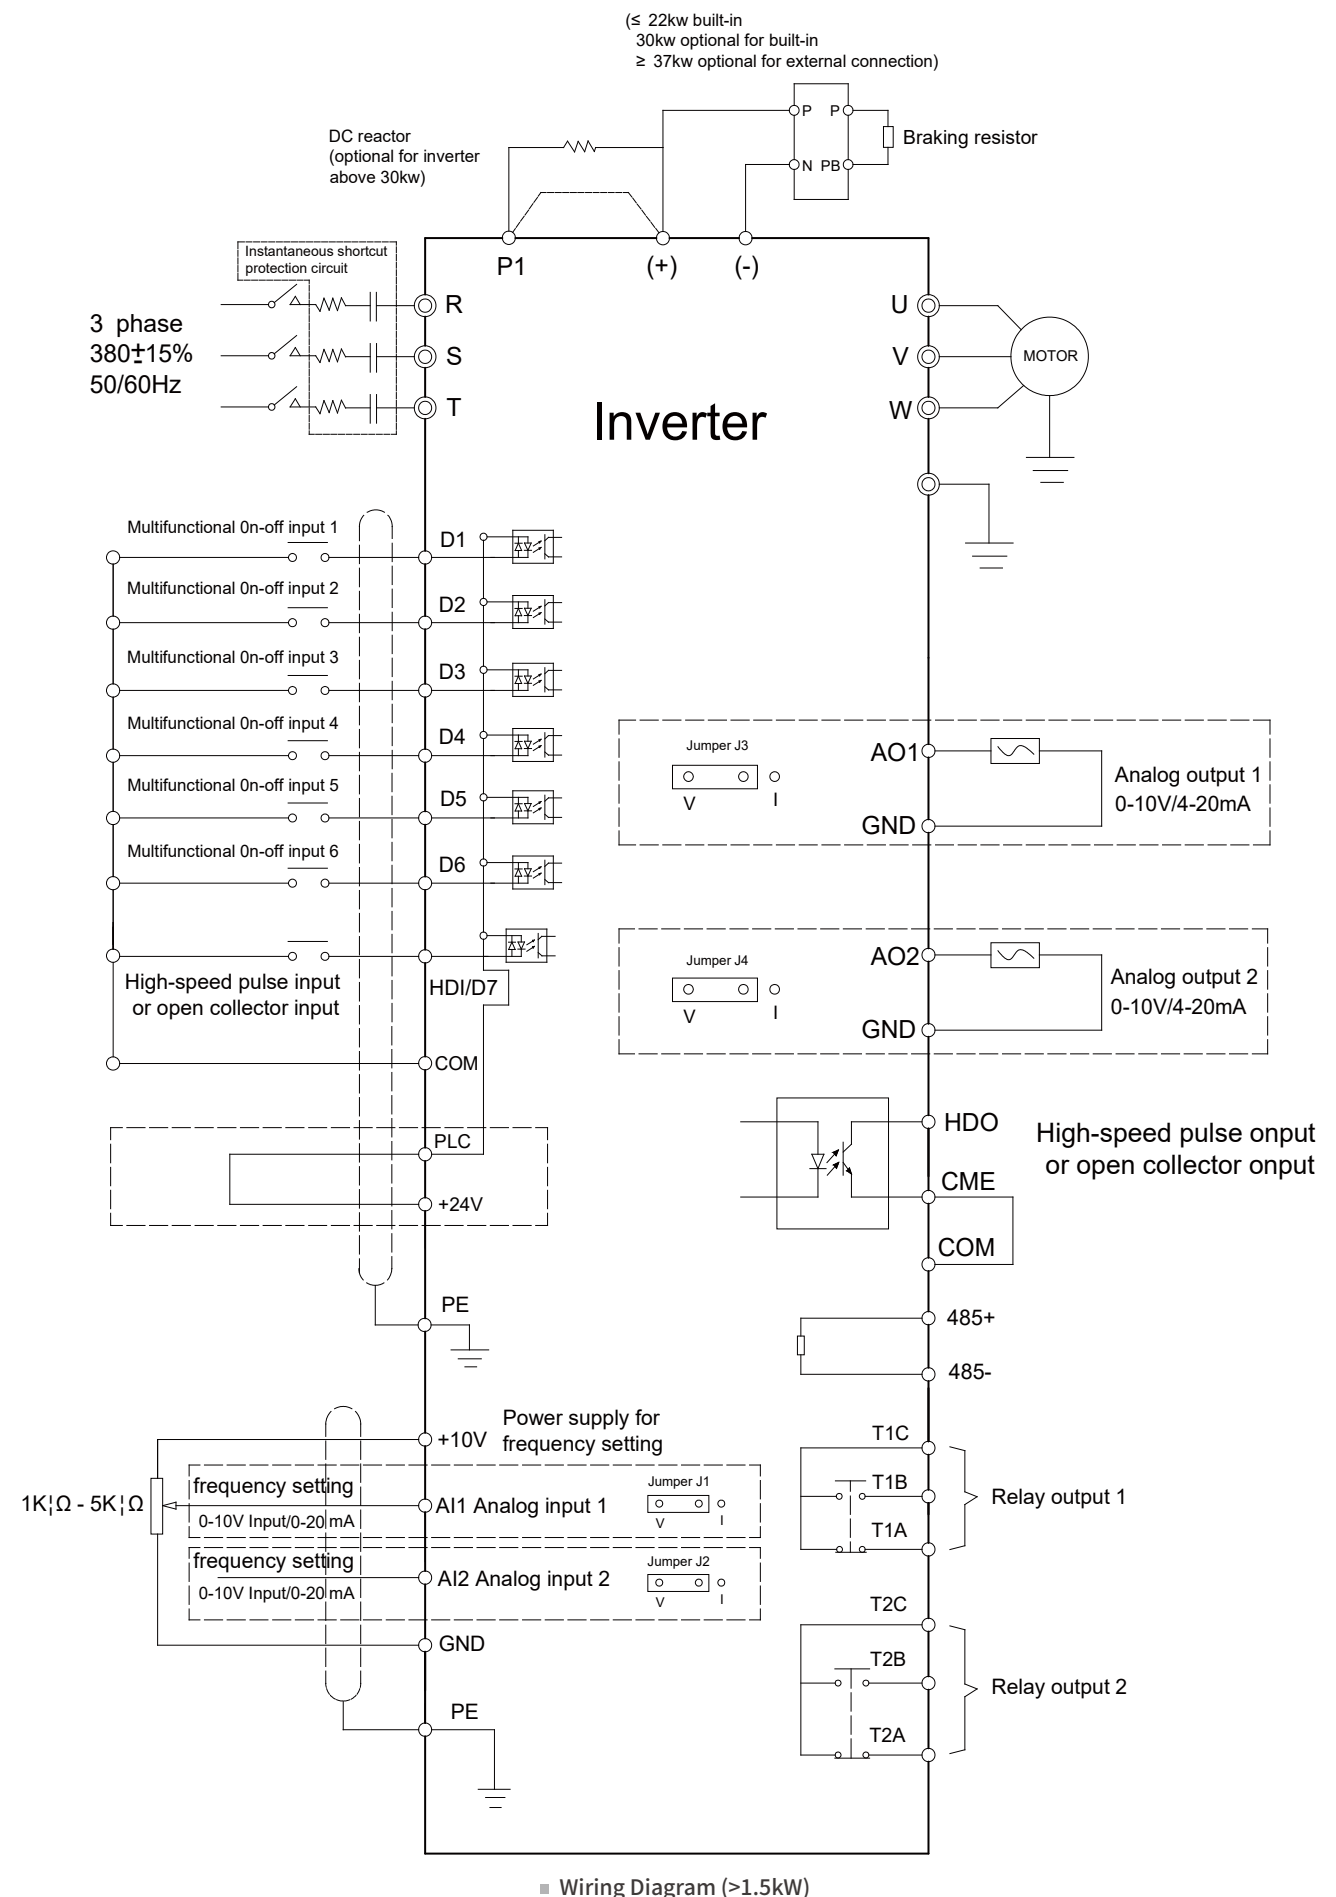 (≤ 22kw built-in
30kw optional for built-in
≥ 37kw optional for external connection)
P P
N PB
Braking resistor
DC reactor
(optional for inverter
above 30kw)
P1 (+) (-)
Instantaneous shortcut
protection circuit
3 phase
380±15%
50/60Hz
R
S
T
Inverter
U
V
W
MOTOR
Multifunctional 0n-off input 1
D1
Multifunctional 0n-off input 2
D2
Multifunctional 0n-off input 3
D3
Multifunctional 0n-off input 4
D4
Multifunctional 0n-off input 5
D5
Multifunctional 0n-off input 6
D6
High-speed pulse input
or open collector input
HDI/D7
COM
PLC
+24V
PE
Jumper J3
V I
AO1
GND
Analog output 1
0-10V/4-20mA
Jumper J4
V I
AO2
GND
Analog output 2
0-10V/4-20mA
HDO
CME
COM
High-speed pulse onput
or open collector onput
485+
485-
+10V
Power supply for
frequency setting
1K¦Ω - 5K¦Ω
frequency setting
0-10V Input/0-20 mA
AI1 Analog input 1
Jumper J1
V I
frequency setting
0-10V Input/0-20 mA
AI2 Analog input 2
Jumper J2
V I
GND
PE
T1C
T1B
T1A
Relay output 1
T2C
T2B
T2A
Relay output 2
Wiring Diagram (>1.5kW)